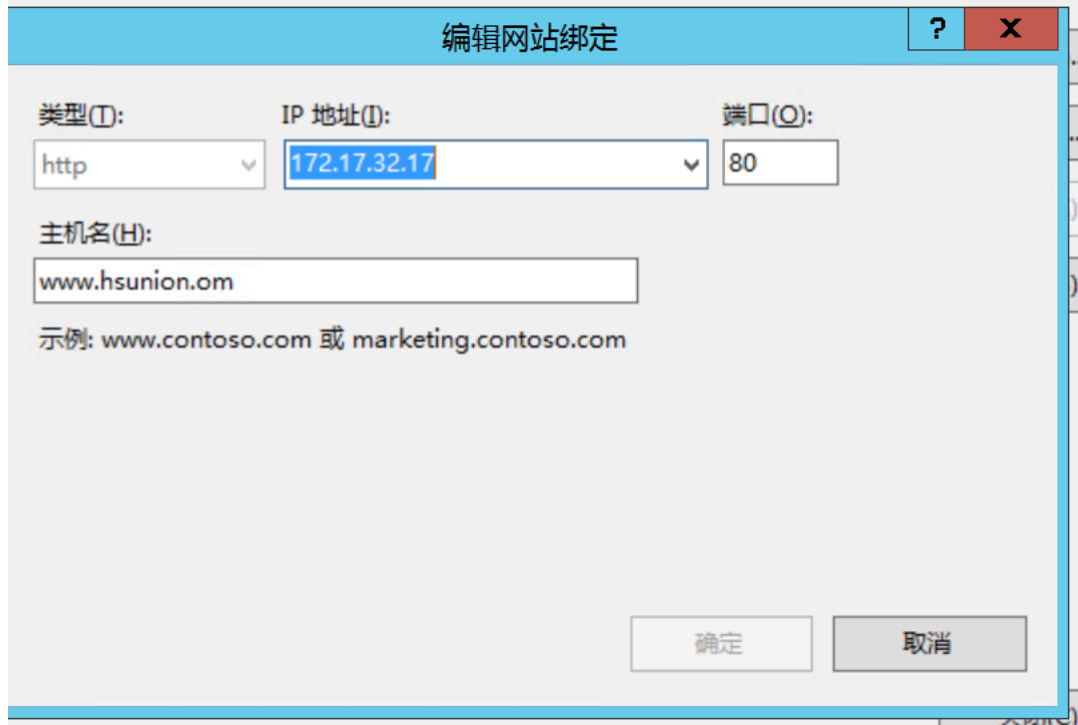 编辑网站绑定
类型(T): IP 地址(I): 端口(O):
http 172.17.32.17 80
主机名(H):
www.hsunion.om
示例: www.contoso.com 或 marketing.contoso.com
确定 取消